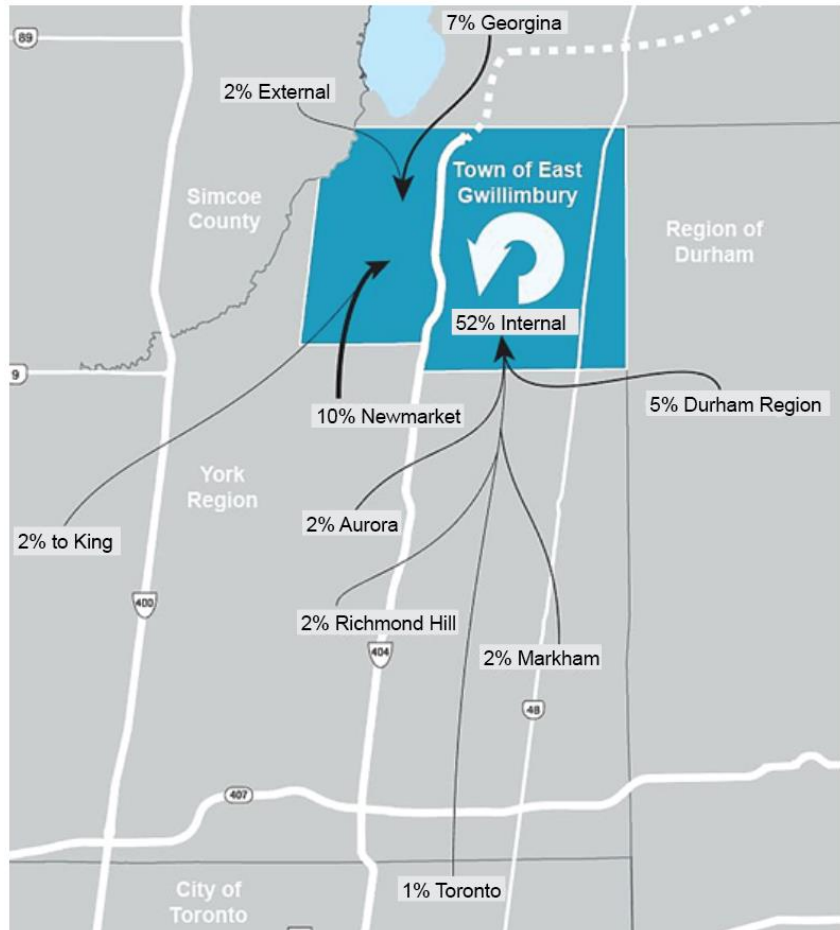 7% Georgina
89
2% External
Town of East
Gwillimbury
Simcoe
County
Region of
Durham
52% Internal
9
10% Newmarket
5% Durham Region
York
Region
2% Aurora
2% to King
400
2% Richmond Hill
404
2% Markham
48
407
City of
Toronto
1% Toronto